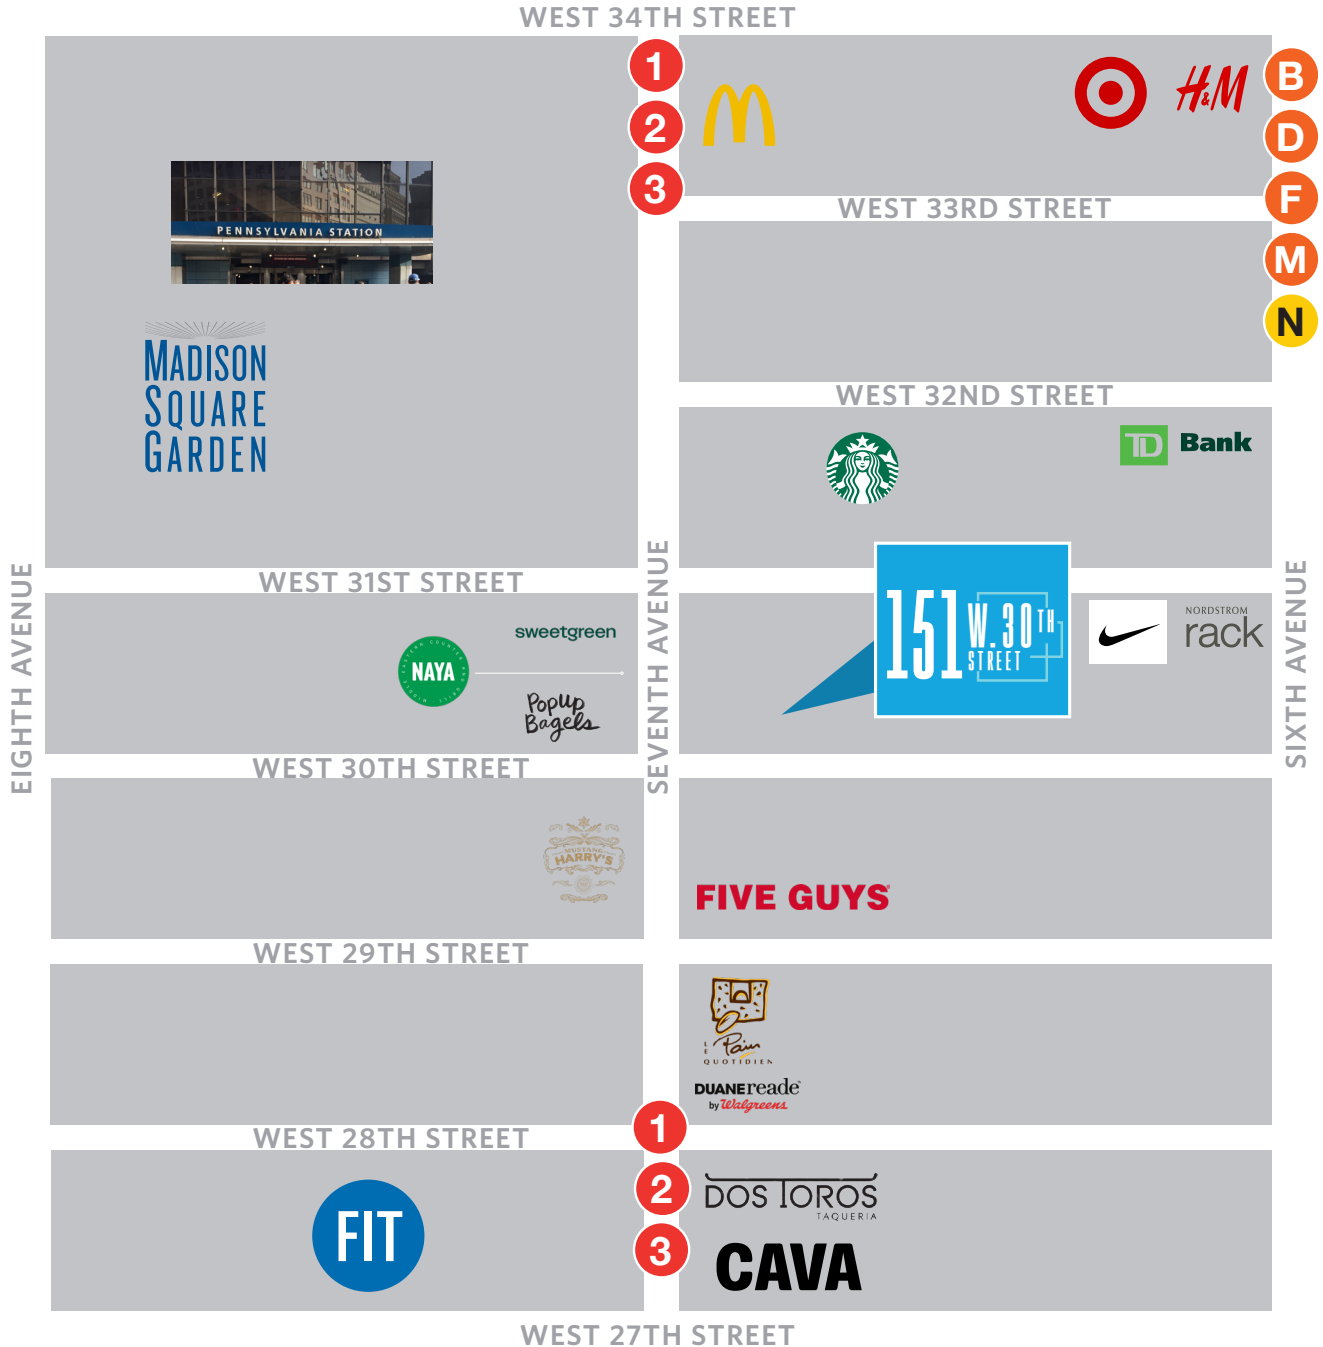 WEST 34TH STREET
1
2
3
H&M
B
D
F
M
N
PENNSYLVANIA STATION
WEST 33RD STREET
MADISON
SQUARE
GARDEN
WEST 32ND STREET
TD Bank
EIGHTH AVENUE
WEST 31ST STREET
SEVENTH AVENUE
SIXTH AVENUE
sweetgreen
NAYA
PopUp
Bagels
151 W. 30TH
STREET
NORDSTROM
rack
WEST 30TH STREET
MUSTANG
HARRY'S
FIVE GUYS
WEST 29TH STREET
LE Pain
QUOTIDIEN
DUANEreade
by Walgreens
WEST 28TH STREET
1
2
3
FIT
DOS TOROS
TAQUERIA
CAVA
WEST 27TH STREET